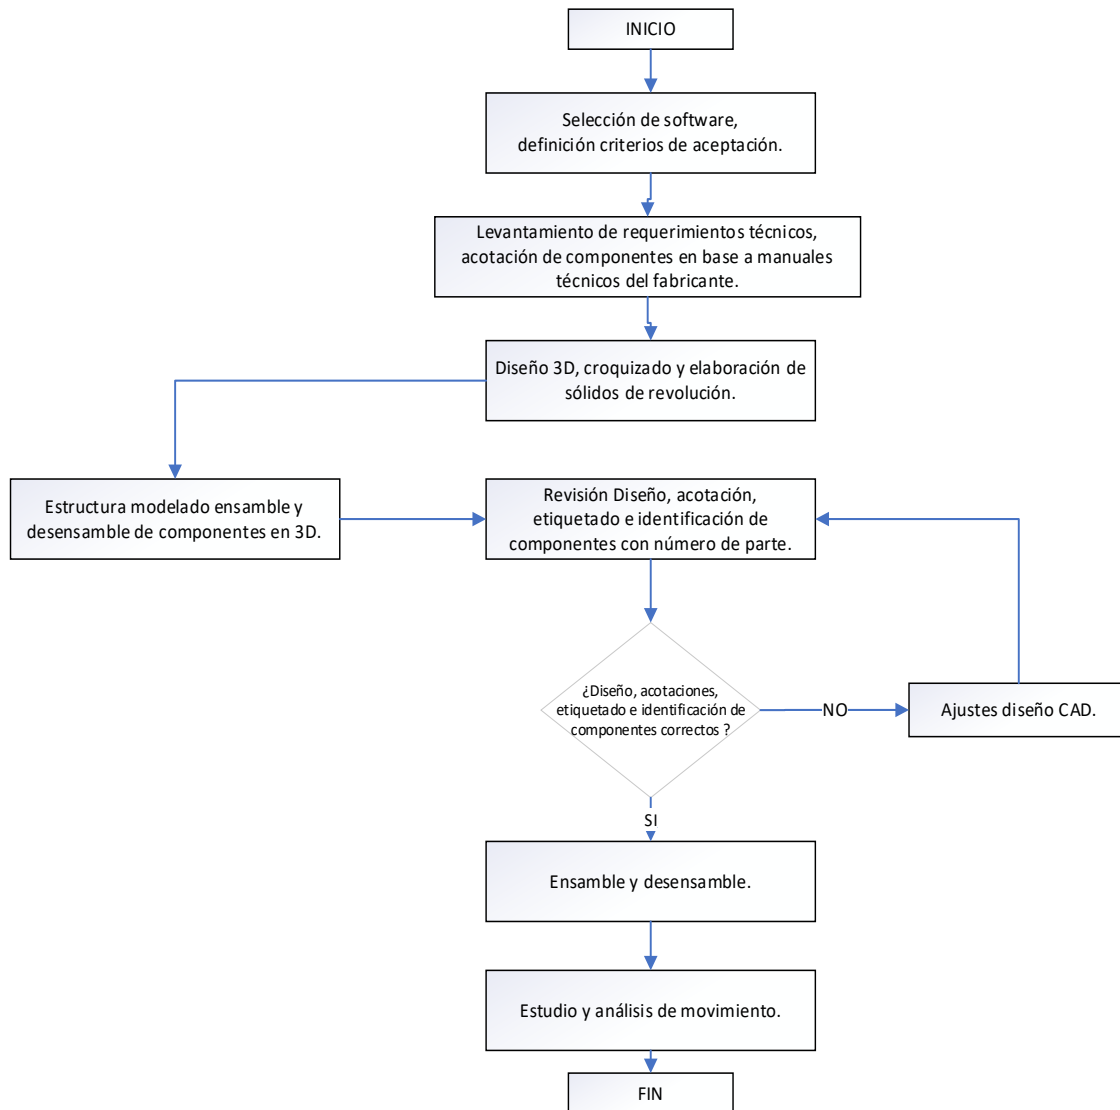 INICIO
Selección de software,
definición criterios de aceptación.
Levantamiento de requerimientos técnicos,
acotación de componentes en base a manuales
técnicos del fabricante.
Diseño 3D, croquizado y elaboración de
sólidos de revolución.
Estructura modelado ensamble y
desensamble de componentes en 3D.
Revisión Diseño, acotación,
etiquetado e identificación de
componentes con número de parte.
¿Diseño, acotaciones,
etiquetado e identificación de
componentes correctos ?
NO
Ajustes diseño CAD.
SI
Ensamble y desensamble.
Estudio y análisis de movimiento.
FIN